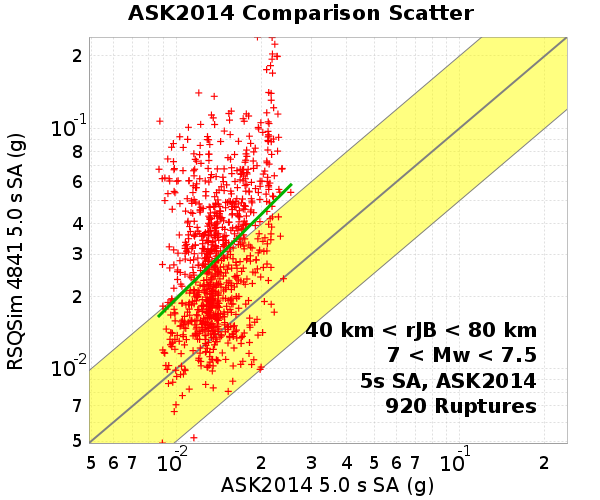 ASK2014 Comparison Scatter
RSQSim 4841 5.0 s SA (g)
2
10-1
8
6
4
3
2
10-2
7
5
40 km < rJB < 80 km
7 < Mw < 7.5
5s SA, ASK2014
920 Ruptures
5 6 7 10-2 2 3 4 5 6 7 10-1 2
ASK2014 5.0 s SA (g)